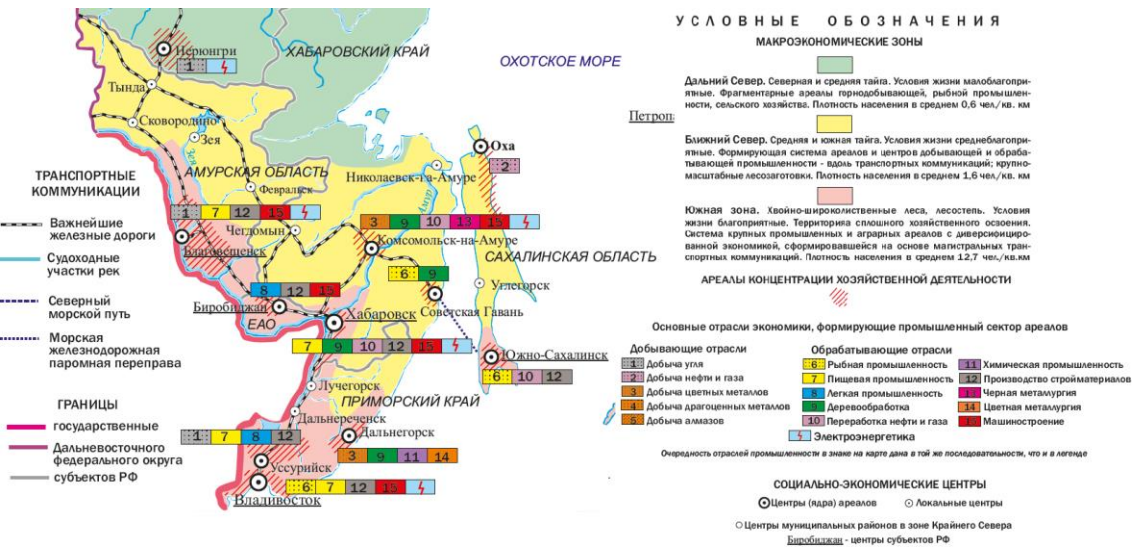 Нерюнгри
1
ХАБАРОВСКИЙ КРАЙ
ОХОТСКОЕ МОРЕ
Тында
Сковородино
Зея
Зея
Оха
2
Петропа
АМУРСКАЯ ОБЛАСТЬ
Николаевск-га-Амуре
Амур
Февральск
1 7 12 15
3 9 10 13 15
Чегдомын
Комсомольск-на-Амуре
Благовещенск
САХАЛИНСКАЯ ОБЛАСТЬ
6 9
Углегорск
8 12 15
Биробиджан
Советская Гавань
ЕАО
Хабаровск
7 9 10 12 15
Южно-Сахалинск
6 10 12
Лучегорск
ПРИМОРСКИЙ КРАЙ
Дальнереченск
1 7 8 12
Дальнегорск
3 9 11 14
Уссурийск
6 7 12 15
Владивосток
ТРАНСПОРТНЫЕ
КОММУНИКАЦИИ
Важнейшие
железные дороги
Судоходные
участки рек
Северный
морской путь
Морская
железнодорожная
паромная переправа
ГРАНИЦЫ
государственные
Дальневосточного
федерального округа
субъектов РФ
УСЛОВНЫЕ ОБОЗНАЧЕНИЯ
МАКРОЭКОНОМИЧЕСКИЕ ЗОНЫ
Дальний Север. Северная и средняя тайга. Условия жизни малоблагопри-
ятные. Фрагментарные ареалы горнодобывающей, рыбной промышлен-
ности, сельского хозяйства. Плотность населения в среднем 0,6 чел./кв. км
Ближний Север. Средняя и южная тайга. Условия жизни среднеблагопри-
ятные. Формирующая система ареалов и центров добывающей и обраба-
тывающей промышленности - вдоль транспортных коммуникаций; крупно-
масштабные лесозаготовки. Плотность населения в среднем 1,6 чел./кв. км
Южная зона. Хвойно-широколиственные леса, лесостепь. Условия
жизни благоприятные. Территория сплошного хозяйственного освоения.
Система крупных промышленных и аграрных ареалов с диверсифициро-
ванной экономикой, сформировавшейся на основе магистральных тран-
спортных коммуникаций. Плотность населения в среднем 12,7 чел./кв.км
АРЕАЛЫ КОНЦЕНТРАЦИИ ХОЗЯЙСТВЕННОЙ ДЕЯТЕЛЬНОСТИ
Основные отрасли экономики, формирующие промышленный сектор ареалов
Добывающие отрасли
1 Добыча угля
2 Добыча нефти и газа
3 Добыча цветных металлов
4 Добыча драгоценных металлов
5 Добыча алмазов
Обрабатывающие отрасли
6 Рыбная промышленность
7 Пищевая промышленность
8 Легкая промышленность
9 Деревообработка
10 Переработка нефти и газа
Электроэнергетика
11 Химическая промышленность
12 Производство стройматериалов
13 Черная металлургия
14 Цветная металлургия
15 Машиностроение
Очередность отраслей промышленности в знаке на карте дана в той же последовательности, что и в легенде
СОЦИАЛЬНО-ЭКОНОМИЧЕСКИЕ ЦЕНТРЫ
Центры (ядра) ареалов
Локальные центры
Центры муниципальных районов в зоне Крайнего Севера
Биробиджан - центры субъектов РФ